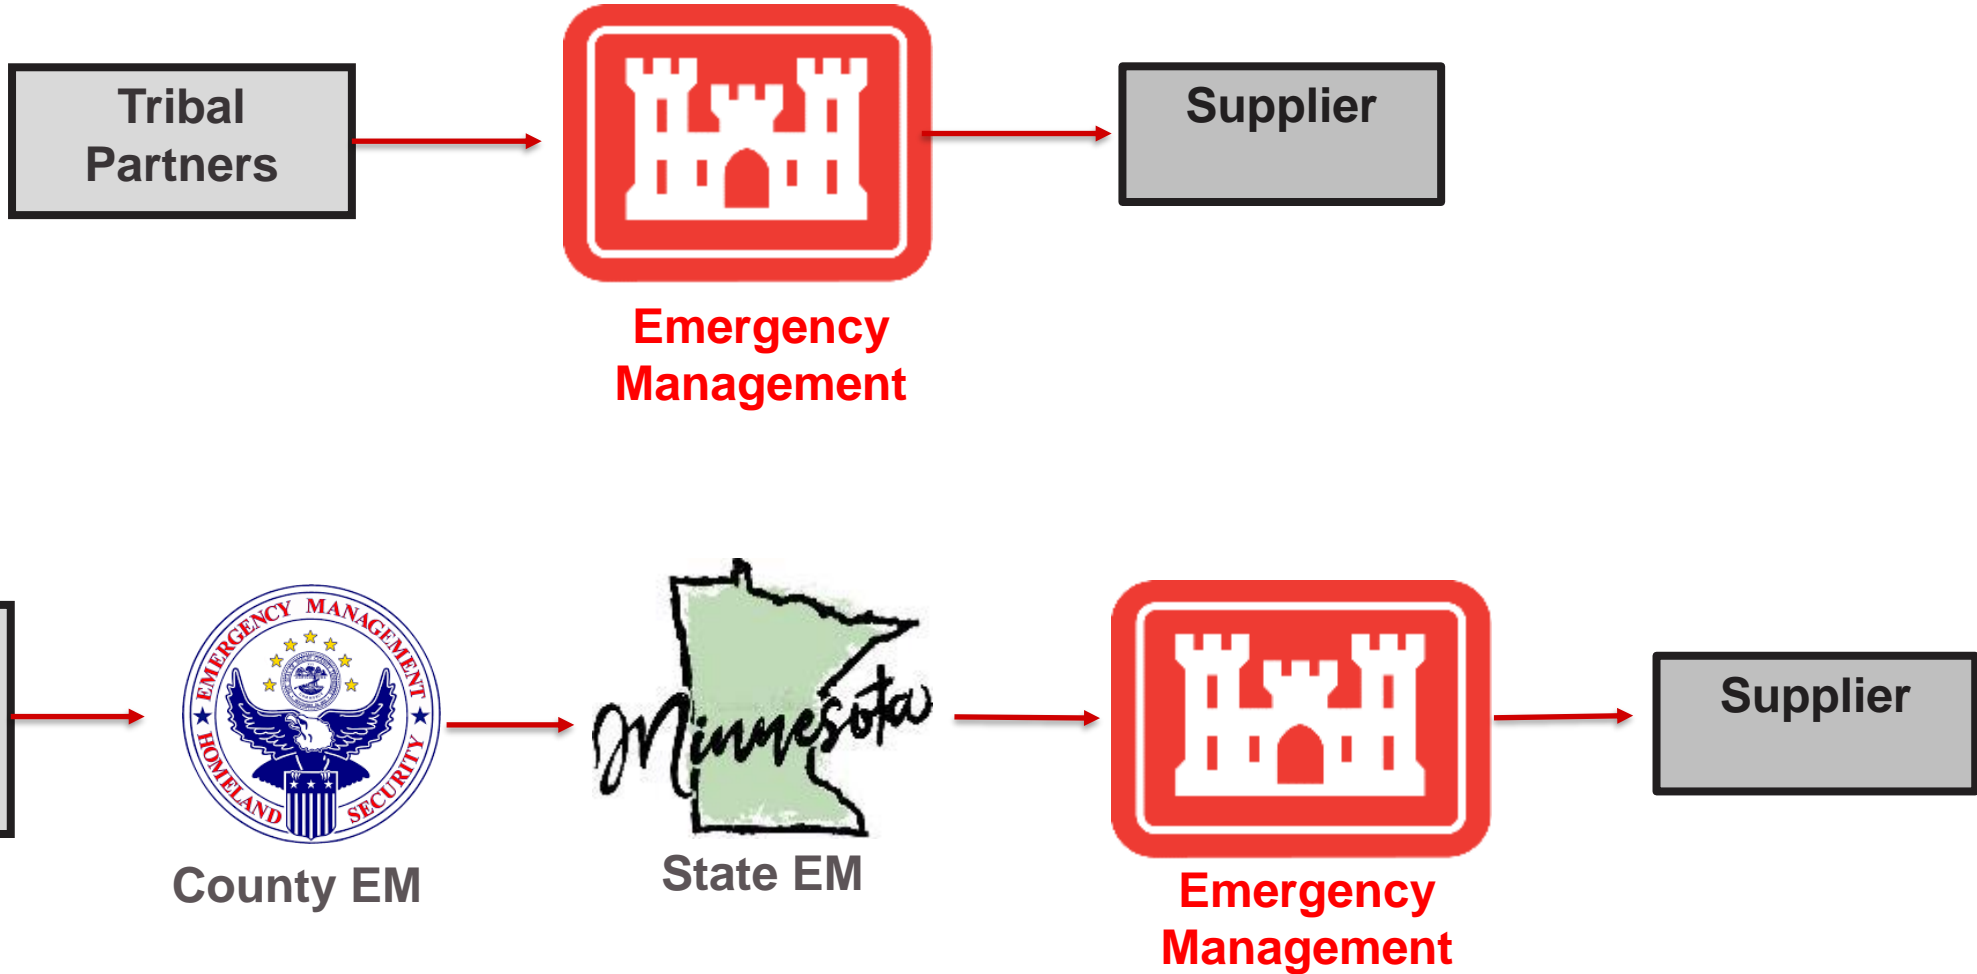 Tribal
Partners
Supplier
Emergency
Management
EMERGENCY MANAGEMENT
HOMELAND SECURITY
Minnesota
Supplier
County EM
State EM
Emergency
Management